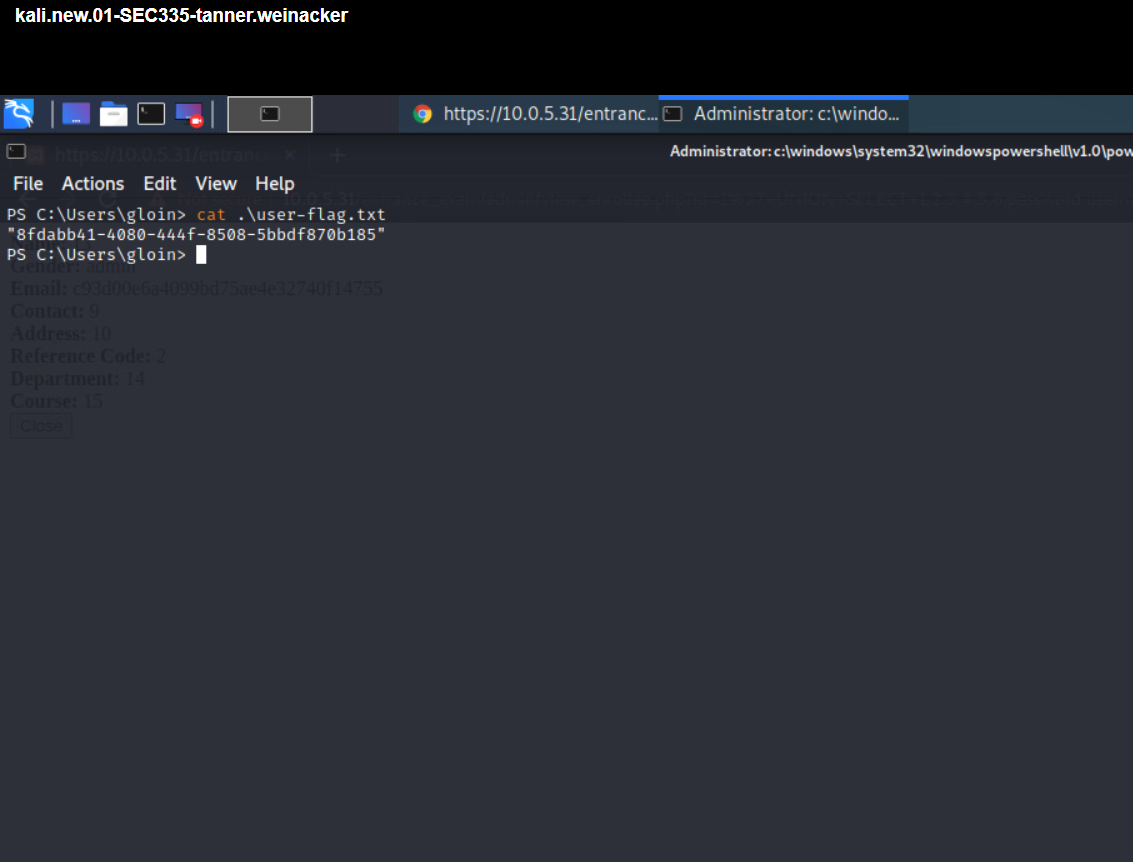 kali.new.01-SEC335-tanner.weinacker
https://10.0.5.31/entranc... Administrator: c:\windo...
https://10.0.5.31/entran
Administrator: c:\windows\system32\windowspowershell\v1.0\pow
File Actions Edit View Help
PS C:\Users\gloin> cat .\user-flag.txt
"8fdabb41-4080-444f-8508-5bbdf870b185"
PS C:\Users\gloin>
Gender: admin
Email: c93d00e6a4099bd75ae4e32740f14755
Contact: 9
Address: 10
Reference Code: 2
Department: 14
Course: 15
Close